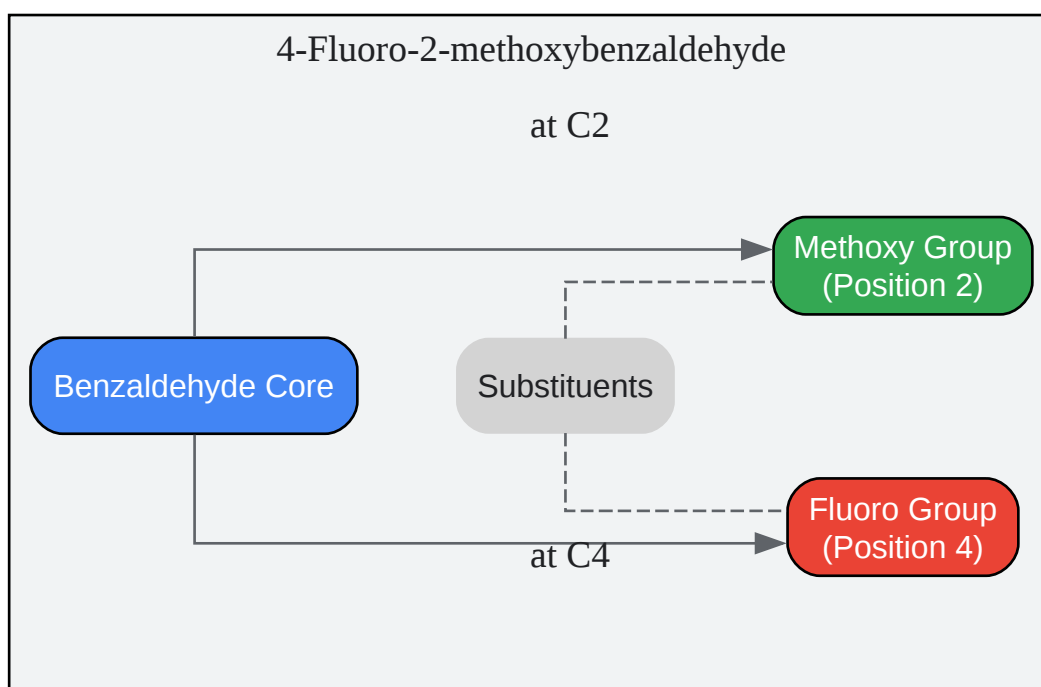 4-Fluoro-2-methoxybenzaldehyde
at C2
Methoxy Group
(Position 2)
Benzaldehyde Core
Substituents
Fluoro Group
(Position 4)
at C4